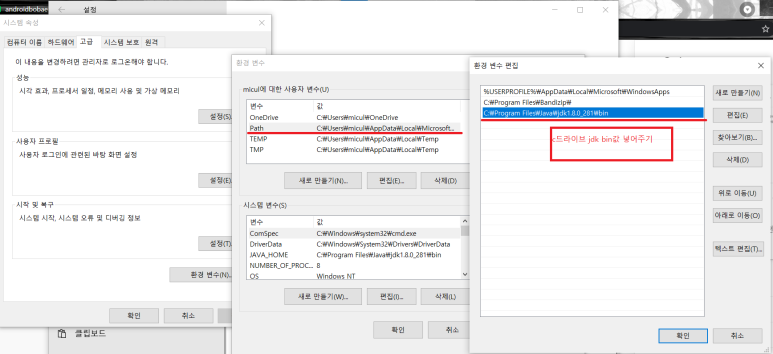 androidbobae
설정
시스템 속성
컴퓨터 이름 하드웨어 고급 시스템 보호 원격
이 내용을 변경하려면 관리자로 로그온해야 합니다.
성능
시각 효과, 프로세서 일정, 메모리 사용 및 가상 메모리
설정(S)
사용자 프로필
사용자 로그인에 관련된 바탕 화면 설정
설정(E)
시작 및 복구
시스템 시작, 시스템 오류 및 디버깅 정보
설정(T)
환경 변수(N)..
확인 취소
클립보드
환경 변수
micul에 대한 사용자 변수(U)
변수 값
OneDrive C:₩Users₩micul₩OneDrive
Path C:₩Users₩micul₩AppData₩Local₩Microsoft...
TEMP C:₩Users₩micul₩AppData₩Local₩Temp
TMP C:₩Users₩micul₩AppData₩Local₩Temp
새로 만들기(N)... 편집(E)... 삭제(D)
시스템 변수(S)
변수 값
ComSpec C:₩Windows₩system32₩cmd.exe
DriverData C:₩Windows₩System32₩Drivers₩DriverData
JAVA_HOME C:₩Program Files₩Java₩jdk1.8.0_281₩bin
NUMBER_OF_PROC... 8
OS Windows NT
새로 만들기(W)... 편집(I)... 삭제(L)
확인 취소
환경 변수 편집
%USERPROFILE%₩AppData₩Local₩Microsoft₩WindowsApps
C:₩Program Files₩Bandizip₩
C:₩Program Files₩Java₩jdk1.8.0_281₩bin
c드라이브 jdk bin값 넣어주기
새로 만들기(N)
편집(E)
찾아보기(B)...
삭제(D)
위로 이동(U)
아래로 이동(O)
텍스트 편집(T)...
확인 취소